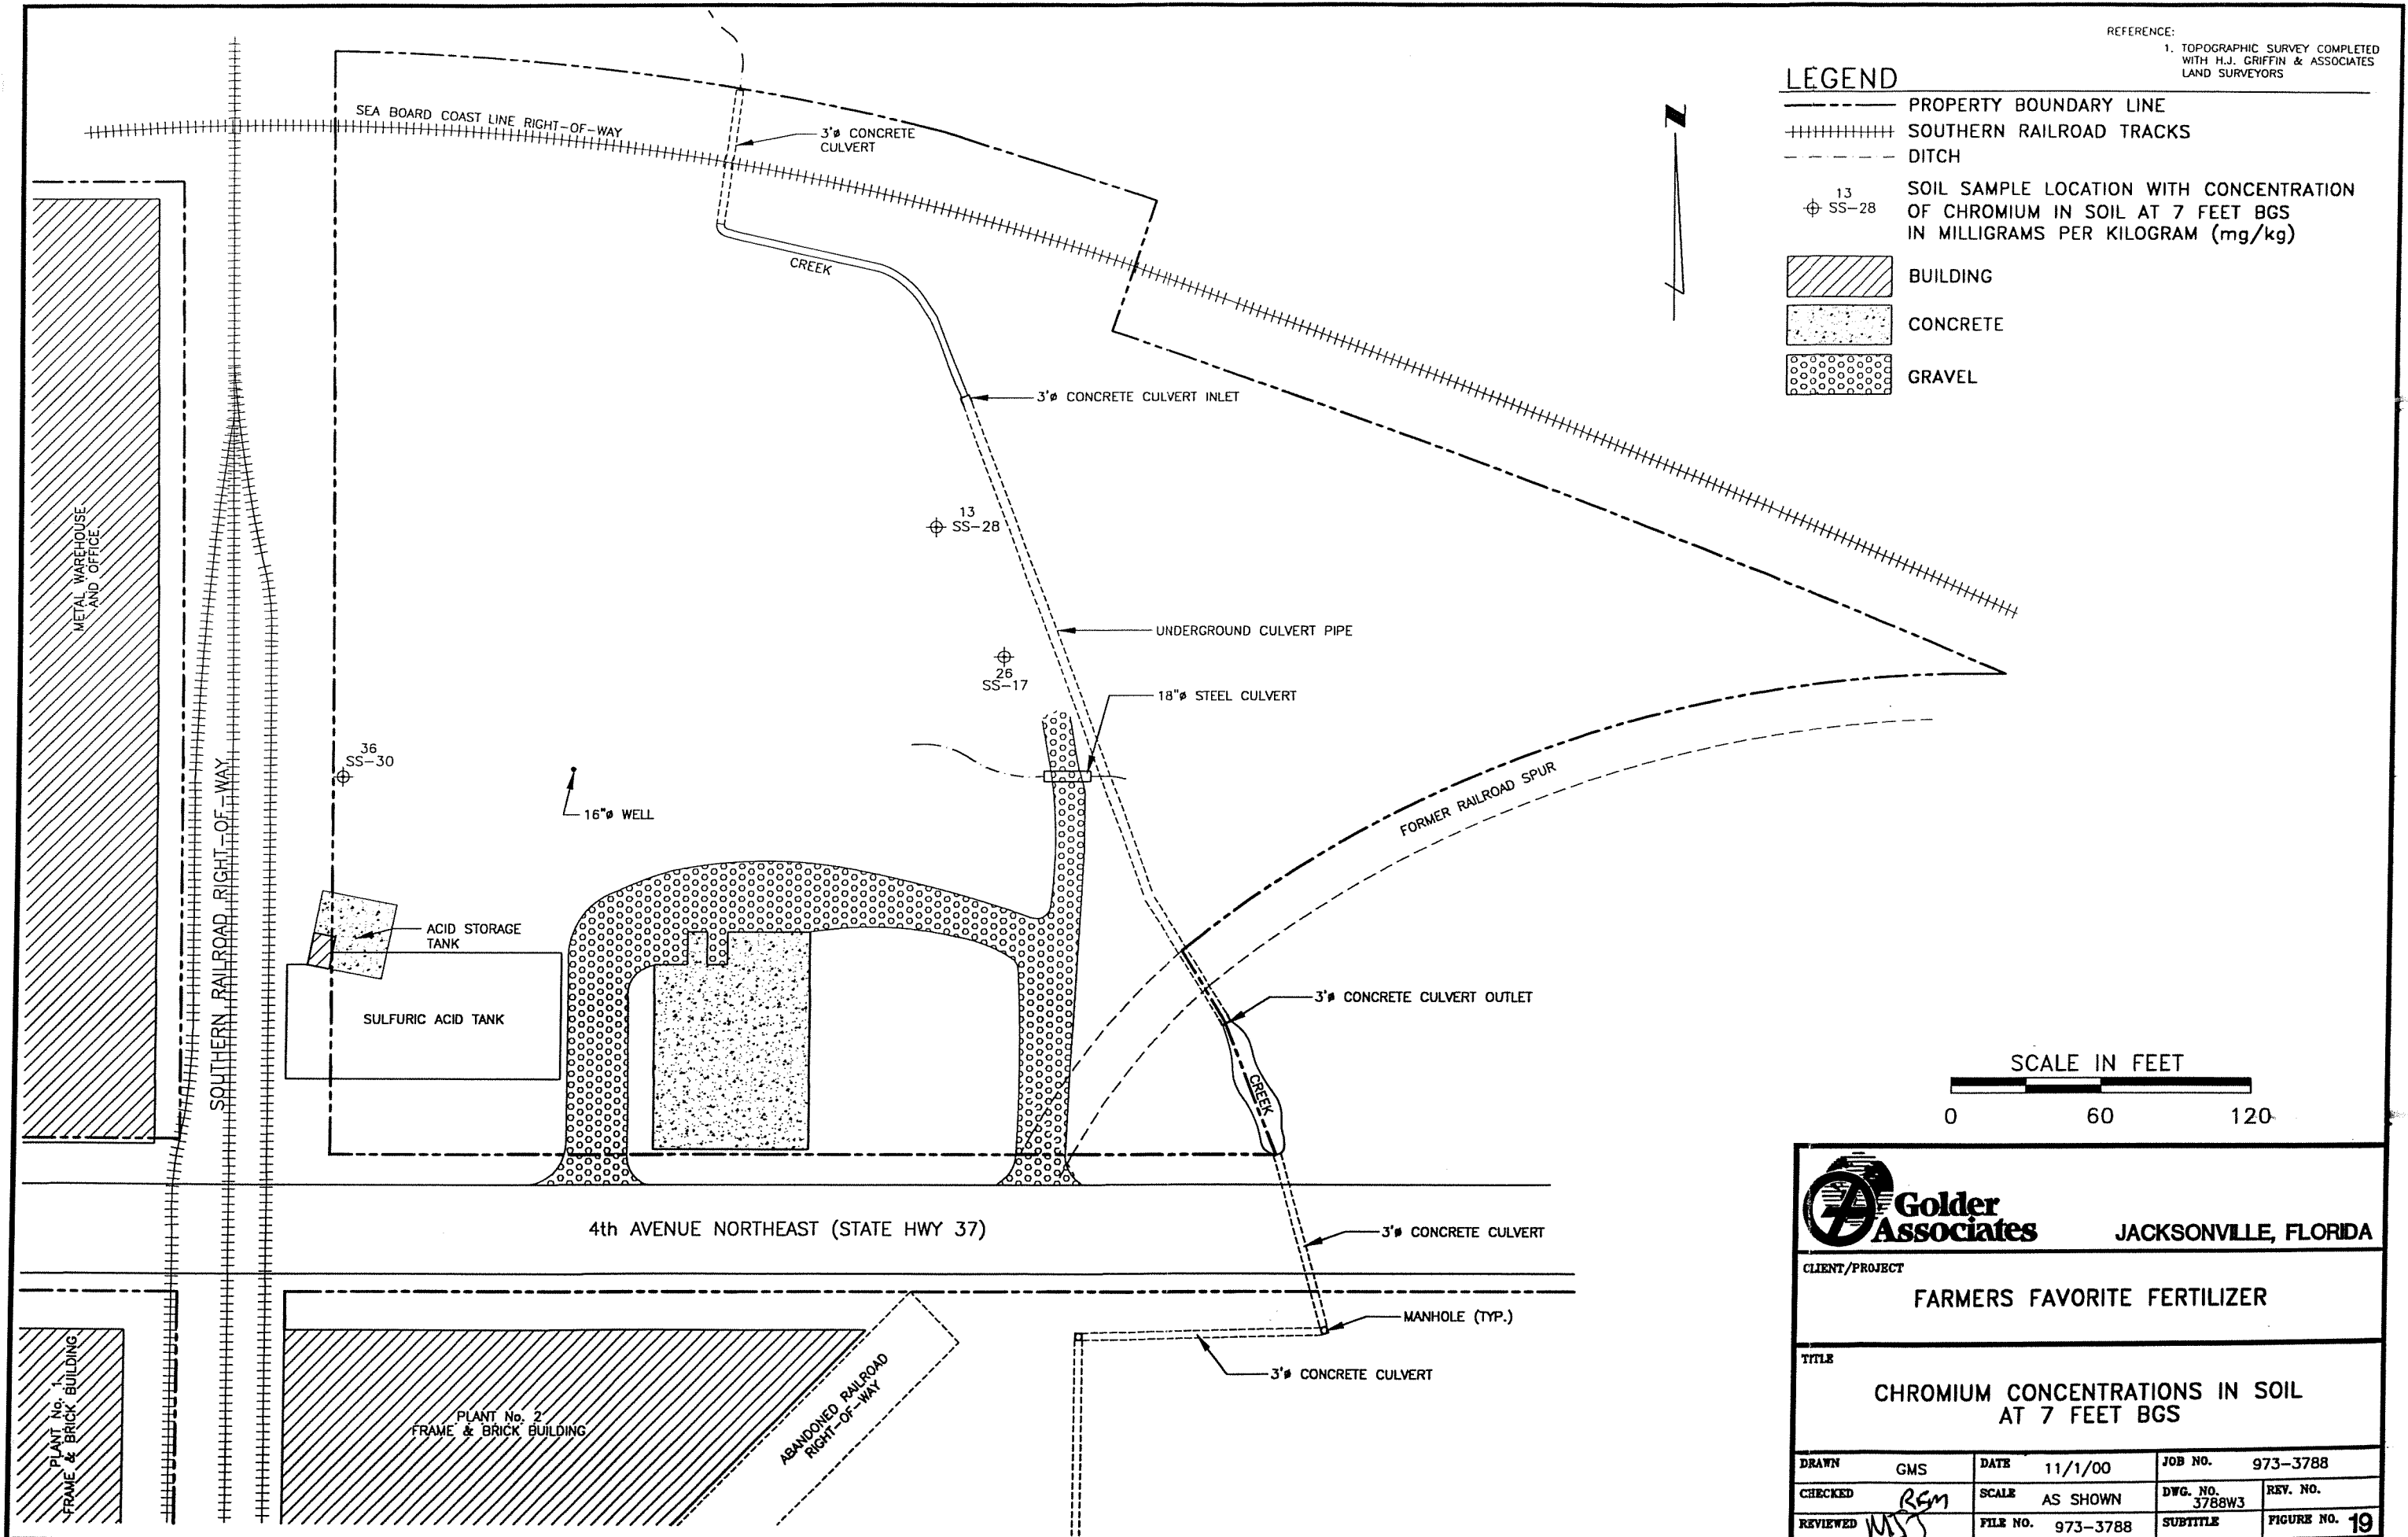 REFERENCE:
1. TOPOGRAPHIC SURVEY COMPLETED
WITH H.J. GRIFFIN & ASSOCIATES
LAND SURVEYORS
LEGEND
PROPERTY BOUNDARY LINE
SOUTHERN RAILROAD TRACKS
DITCH
13
SS-28
SOIL SAMPLE LOCATION WITH CONCENTRATION
OF CHROMIUM IN SOIL AT 7 FEET BGS
IN MILLIGRAMS PER KILOGRAM (mg/kg)
BUILDING
CONCRETE
GRAVEL
N
SEA BOARD COAST LINE RIGHT-OF-WAY
3'ø CONCRETE
CULVERT
CREEK
3'ø CONCRETE CULVERT INLET
13
SS-28
METAL WAREHOUSE
AND OFFICE
UNDERGROUND CULVERT PIPE
26
SS-17
18"ø STEEL CULVERT
36
SS-30
16"ø WELL
SOUTHERN RAILROAD RIGHT-OF-WAY
FORMER RAILROAD SPUR
ACID STORAGE
TANK
SULFURIC ACID TANK
3'ø CONCRETE CULVERT OUTLET
CREEK
SCALE IN FEET
0 60 120
4th AVENUE NORTHEAST (STATE HWY 37)
3'ø CONCRETE CULVERT
MANHOLE (TYP.)
3'ø CONCRETE CULVERT
PLANT No. 1
FRAME & BRICK BUILDING
PLANT No. 2
FRAME & BRICK BUILDING
ABANDONED RAILROAD
RIGHT-OF-WAY
Golder
Associates
JACKSONVILLE, FLORIDA
CLIENT/PROJECT
FARMERS FAVORITE FERTILIZER
TITLE
CHROMIUM CONCENTRATIONS IN SOIL
AT 7 FEET BGS
DRAWN GMS DATE 11/1/00 JOB NO. 973-3788
CHECKED RFM SCALE AS SHOWN DWG. NO. 3788W3 REV. NO.
REVIEWED MJJ FILE NO. 973-3788 SUBTITLE FIGURE NO. 19